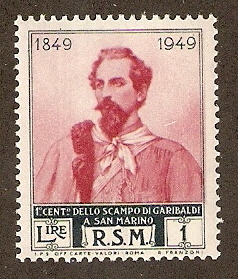 1849 1949
1° CENT° DELLO SCAMPO DI GARIBALDI
A SAN MARINO
LIRE R.S.M. 1
I.P.S. OFF. CARTE-VALORI-ROMA R. FRANZONI